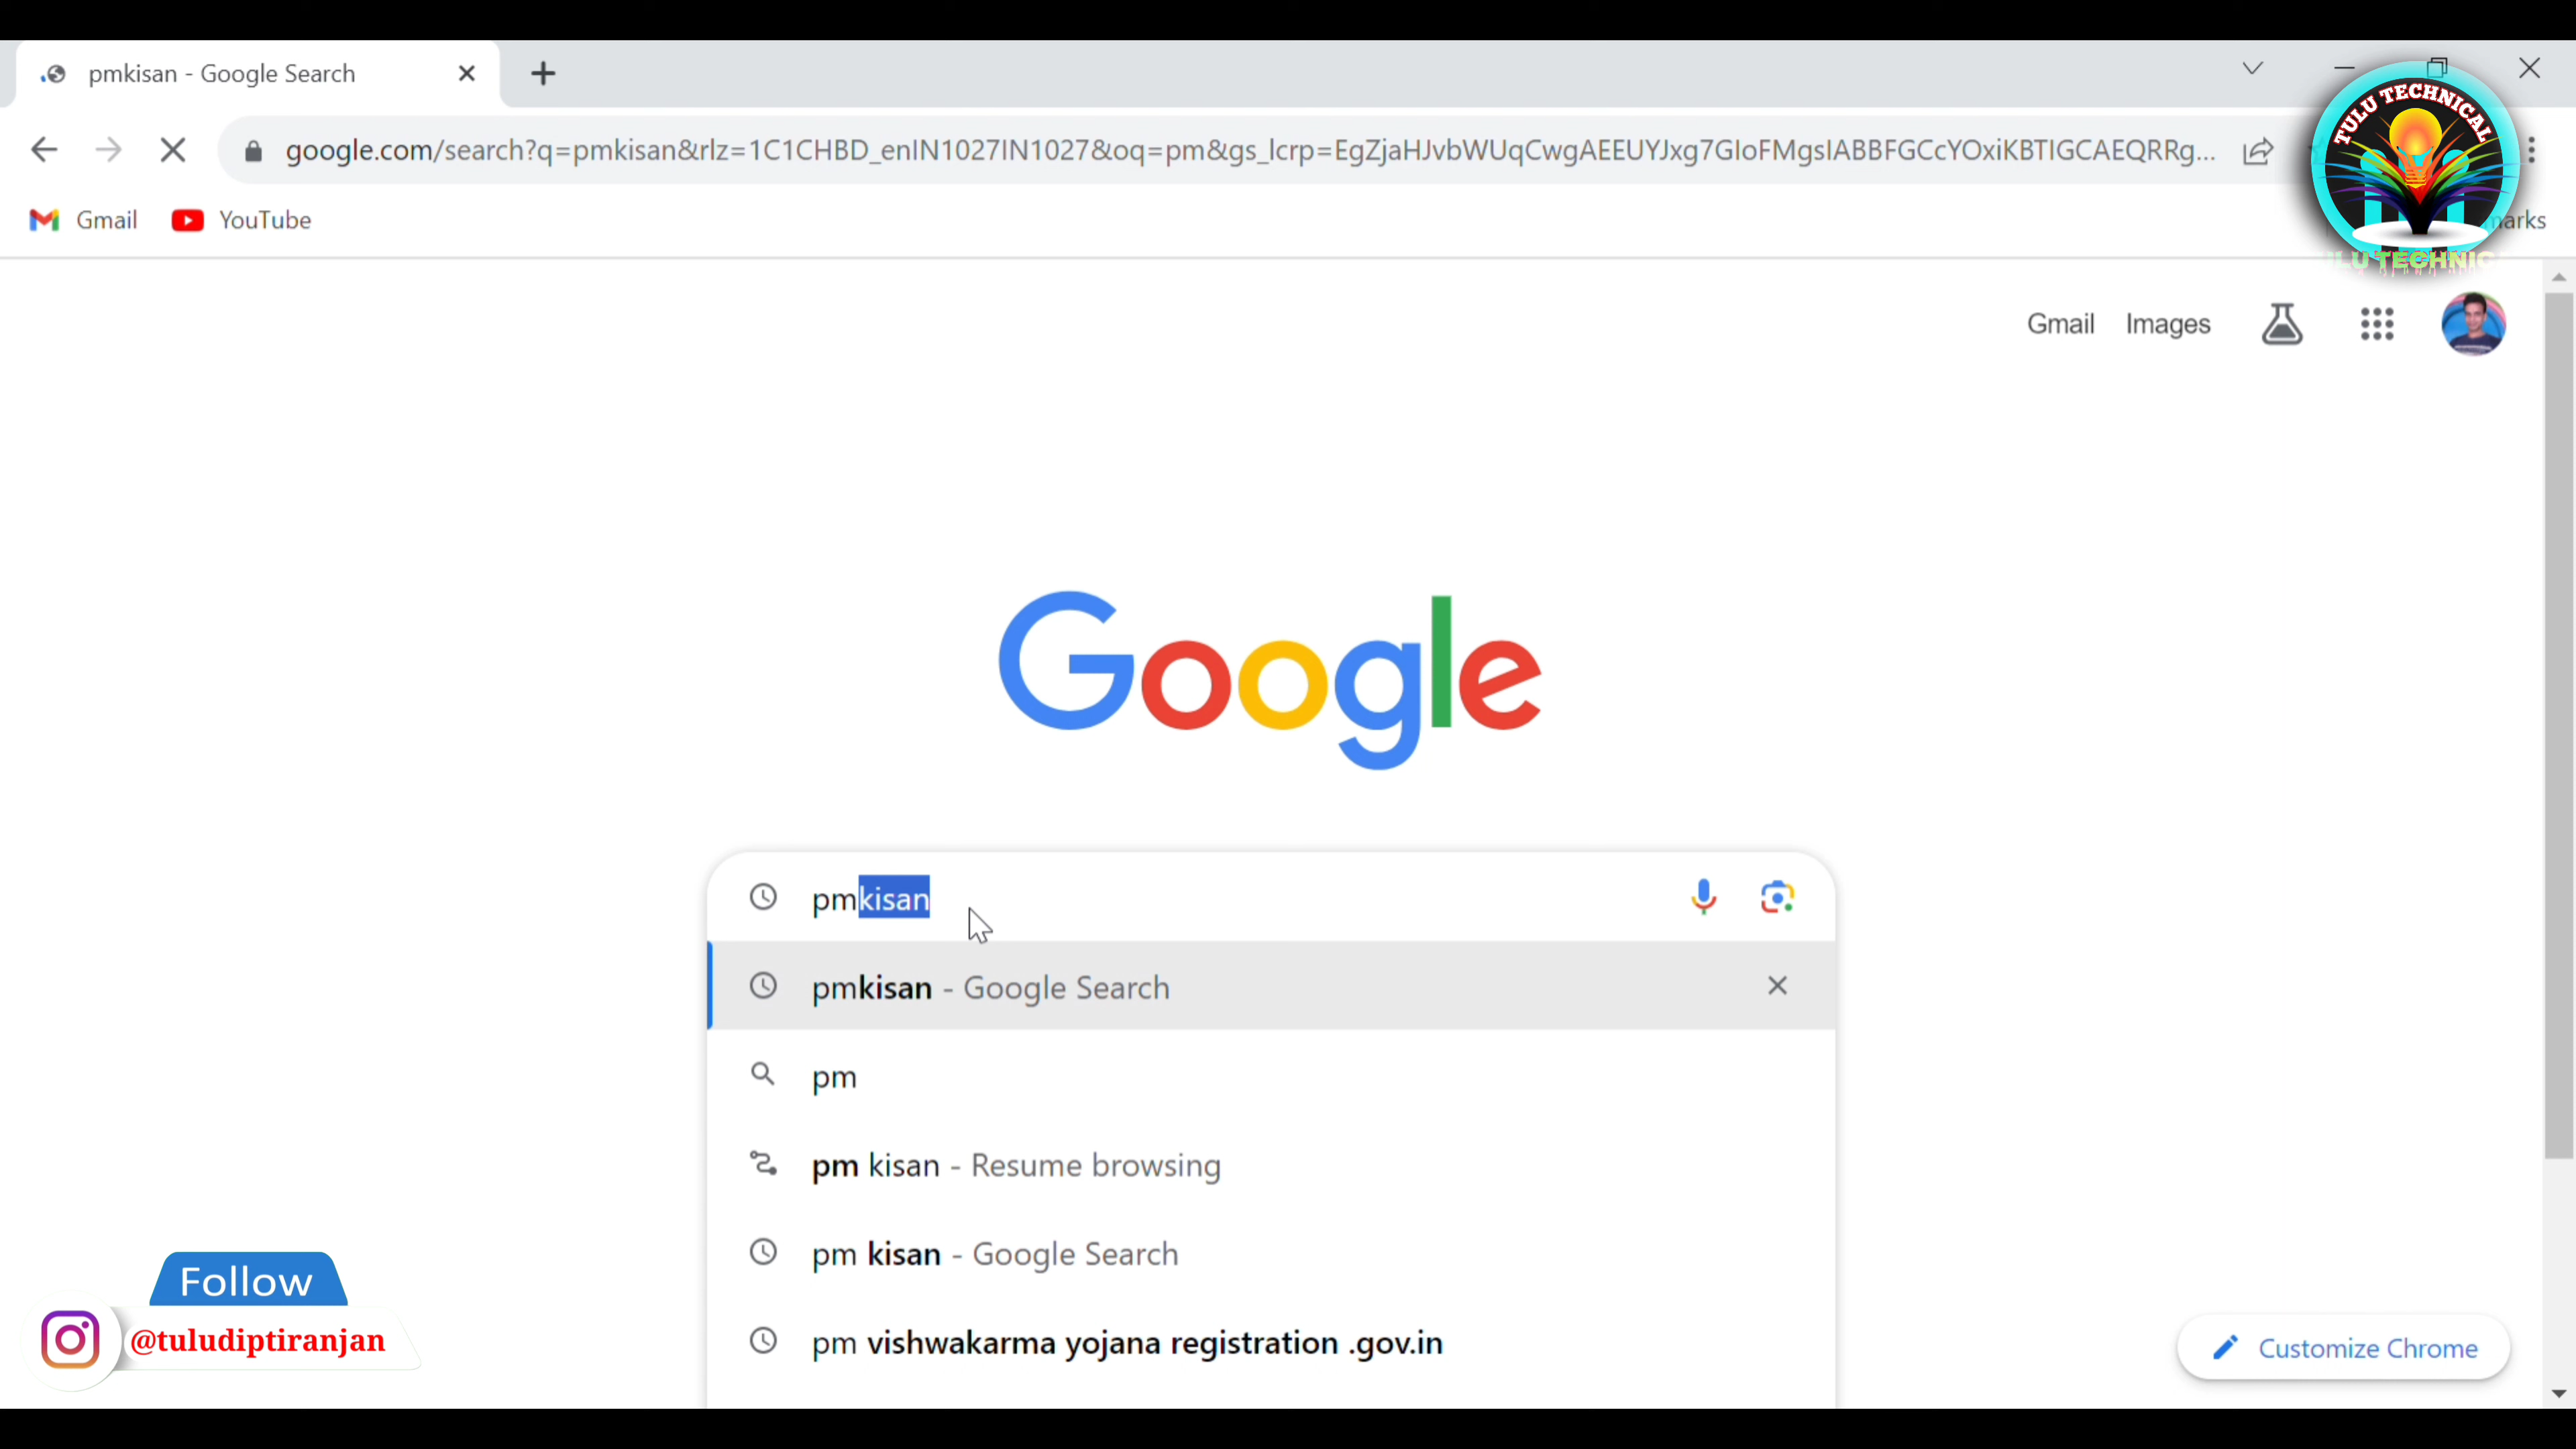 pmkisan - Google Search
google.com/search?q=pmkisan&rlz=1C1CHBD_enIN1027IN1027&oq=pm&gs_lcrp=EgZjaHJvbWUqCwgAEEUYJxg7GIoFMgsIABBFGCcYOxiKBTIGCAEQRRg...
Gmail YouTube
TULU TECHNICAL
Gmail Images
Google
pmkisan
pmkisan - Google Search
pm
pm kisan - Resume browsing
pm kisan - Google Search
pm vishwakarma yojana registration .gov.in
Follow
@tuludiptiranjan
Customize Chrome